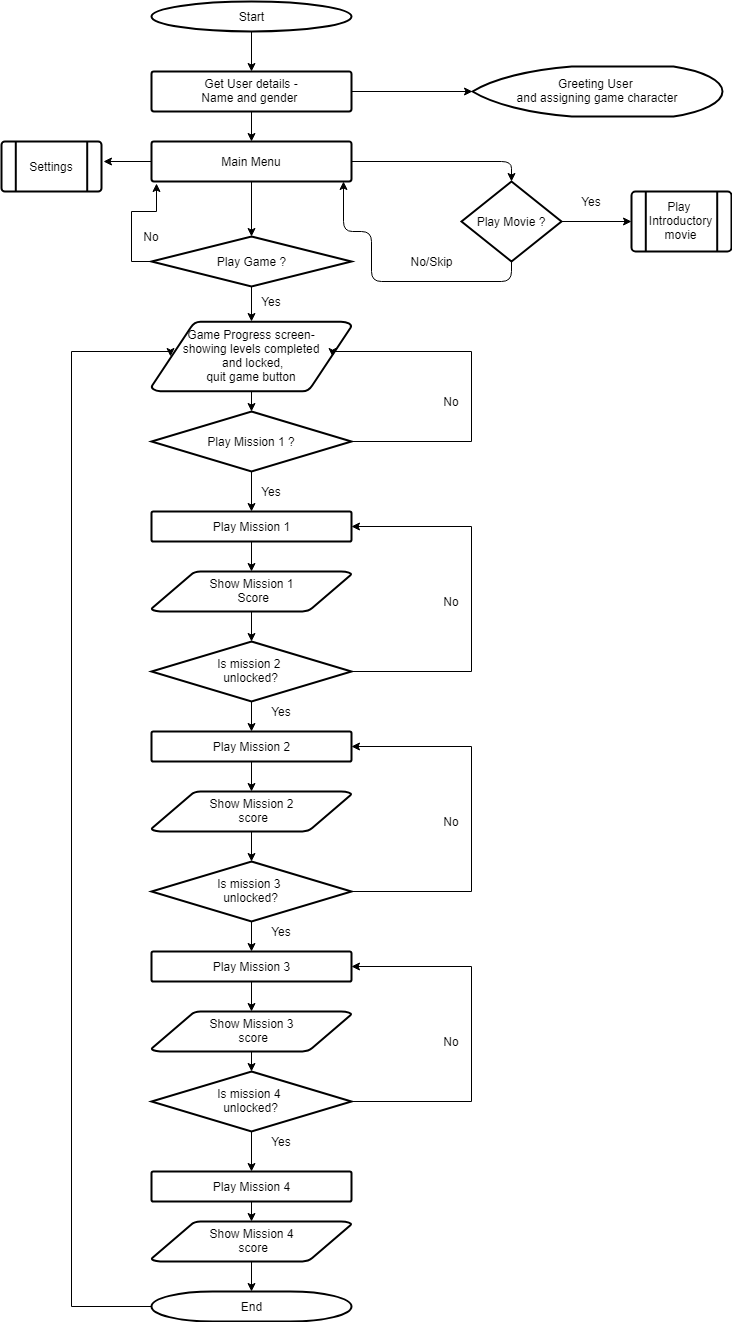 Start
Get User details -
Name and gender
Greeting User
and assigning game character
Settings
Main Menu
Play Movie ?
Yes
Play
Introductory
movie
No
Play Game ?
No/Skip
Yes
Game Progress screen-
showing levels completed
and locked,
quit game button
No
Play Mission 1 ?
Yes
Play Mission 1
Show Mission 1
Score
No
Is mission 2
unlocked?
Yes
Play Mission 2
Show Mission 2
score
No
Is mission 3
unlocked?
Yes
Play Mission 3
Show Mission 3
score
No
Is mission 4
unlocked?
Yes
Play Mission 4
Show Mission 4
score
End